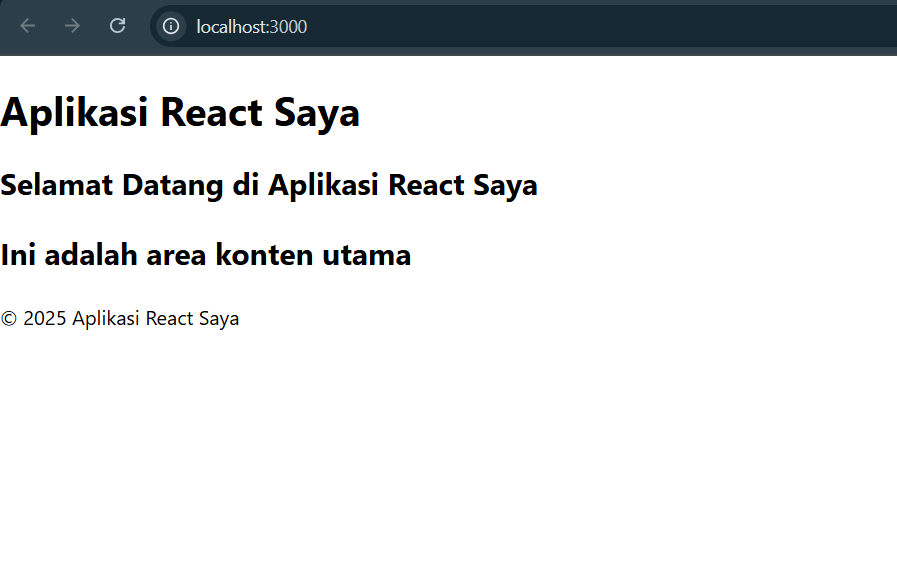 localhost:3000
Aplikasi React Saya
Selamat Datang di Aplikasi React Saya
Ini adalah area konten utama
© 2025 Aplikasi React Saya